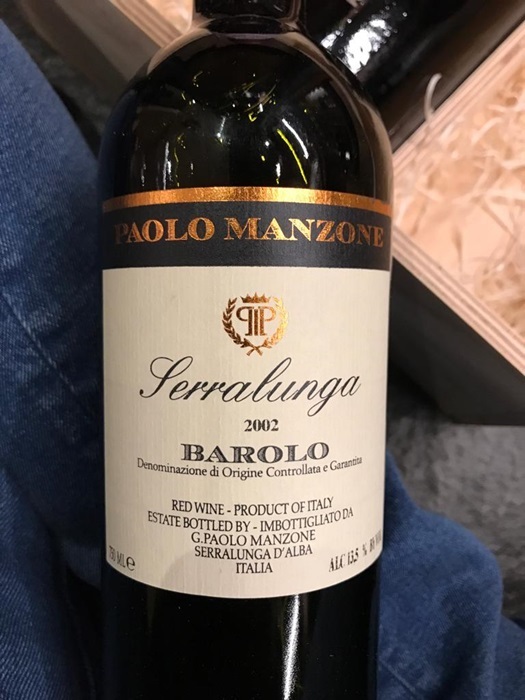 PAOLO MANZONE
Serralunga
2002
BAROLO
Denominazione di Origine Controllata e Garantita
RED WINE - PRODUCT OF ITALY
ESTATE BOTTLED BY - IMBOTTIGLIATO DA
G.PAOLO MANZONE
SERRALUNGA D'ALBA
ITALIA
750 ML e
ALC. 13,5 % BY VOL.